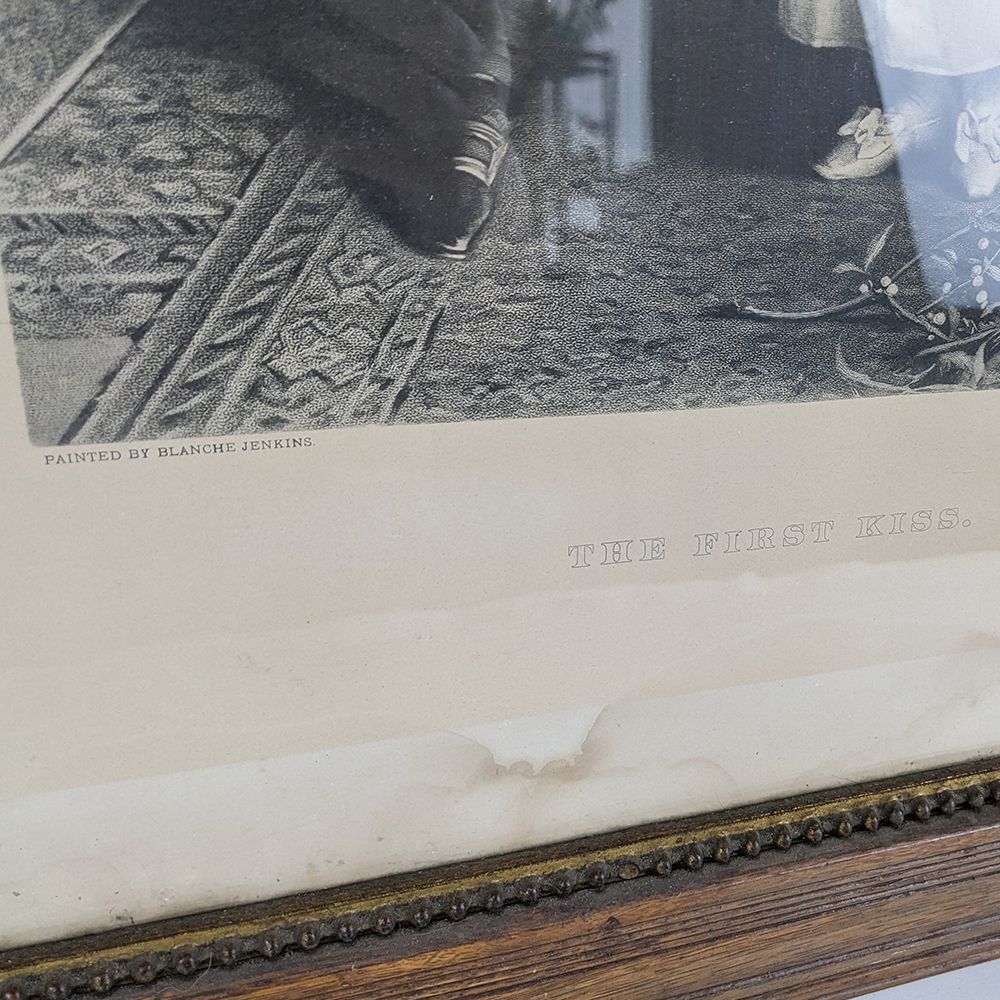 PAINTED BY BLANCHE JENKINS.
THE FIRST KISS.